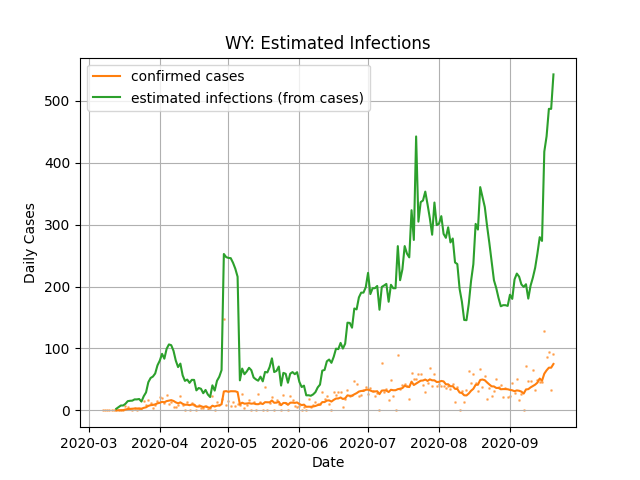 WY: Estimated Infections
confirmed cases
estimated infections (from cases)
Daily Cases
500
400
300
200
100
0
2020-03 2020-04 2020-05 2020-06 2020-07 2020-08 2020-09
Date